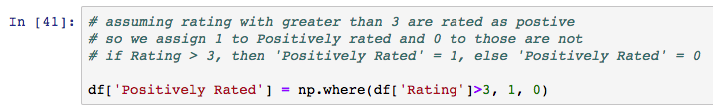 In [41]: # assuming rating with greater than 3 are rated as postive
# so we assign 1 to Positively rated and 0 to those are not
# if Rating > 3, then 'Positively Rated' = 1, else 'Positively Rated' = 0
df['Positively Rated'] = np.where(df['Rating']>3, 1, 0)